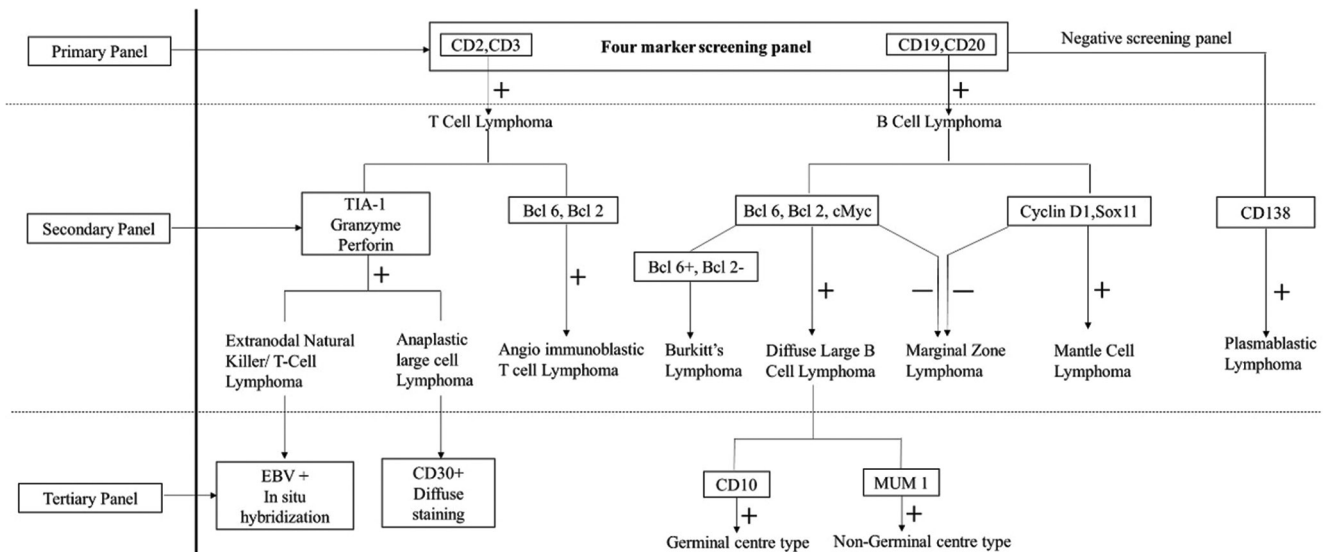 Primary Panel
CD2,CD3
Four marker screening panel
CD19,CD20
Negative screening panel
+
+
T Cell Lymphoma
B Cell Lymphoma
Secondary Panel
TIA-1
Granzyme
Perforin
Bcl 6, Bcl 2
Bcl 6, Bcl 2, cMyc
Cyclin D1,Sox11
CD138
Bcl 6+, Bcl 2-
+
+
+
−
−
+
+
Extranodal Natural
Killer/ T-Cell
Lymphoma
Anaplastic
large cell
Lymphoma
Angio immunoblastic
T cell Lymphoma
Burkitt's
Lymphoma
Diffuse Large B
Cell Lymphoma
Marginal Zone
Lymphoma
Mantle Cell
Lymphoma
Plasmablastic
Lymphoma
Tertiary Panel
EBV +
In situ
hybridization
CD30+
Diffuse
staining
CD10
MUM 1
+
+
Germinal centre type
Non-Germinal centre type